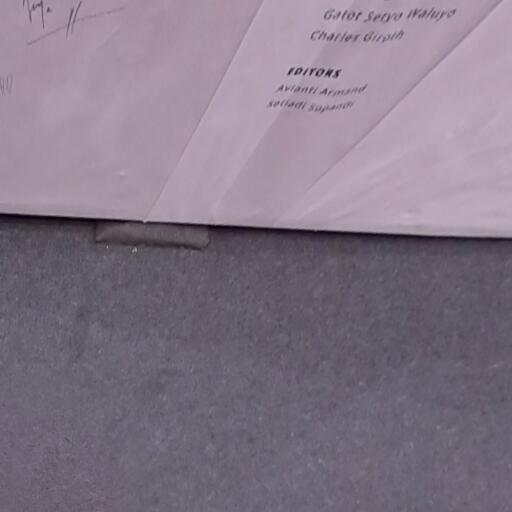 Gatot Setyo Waluyo
Charles Giroth
EDITORS
Avianti Armand
Setiadi Sopandi